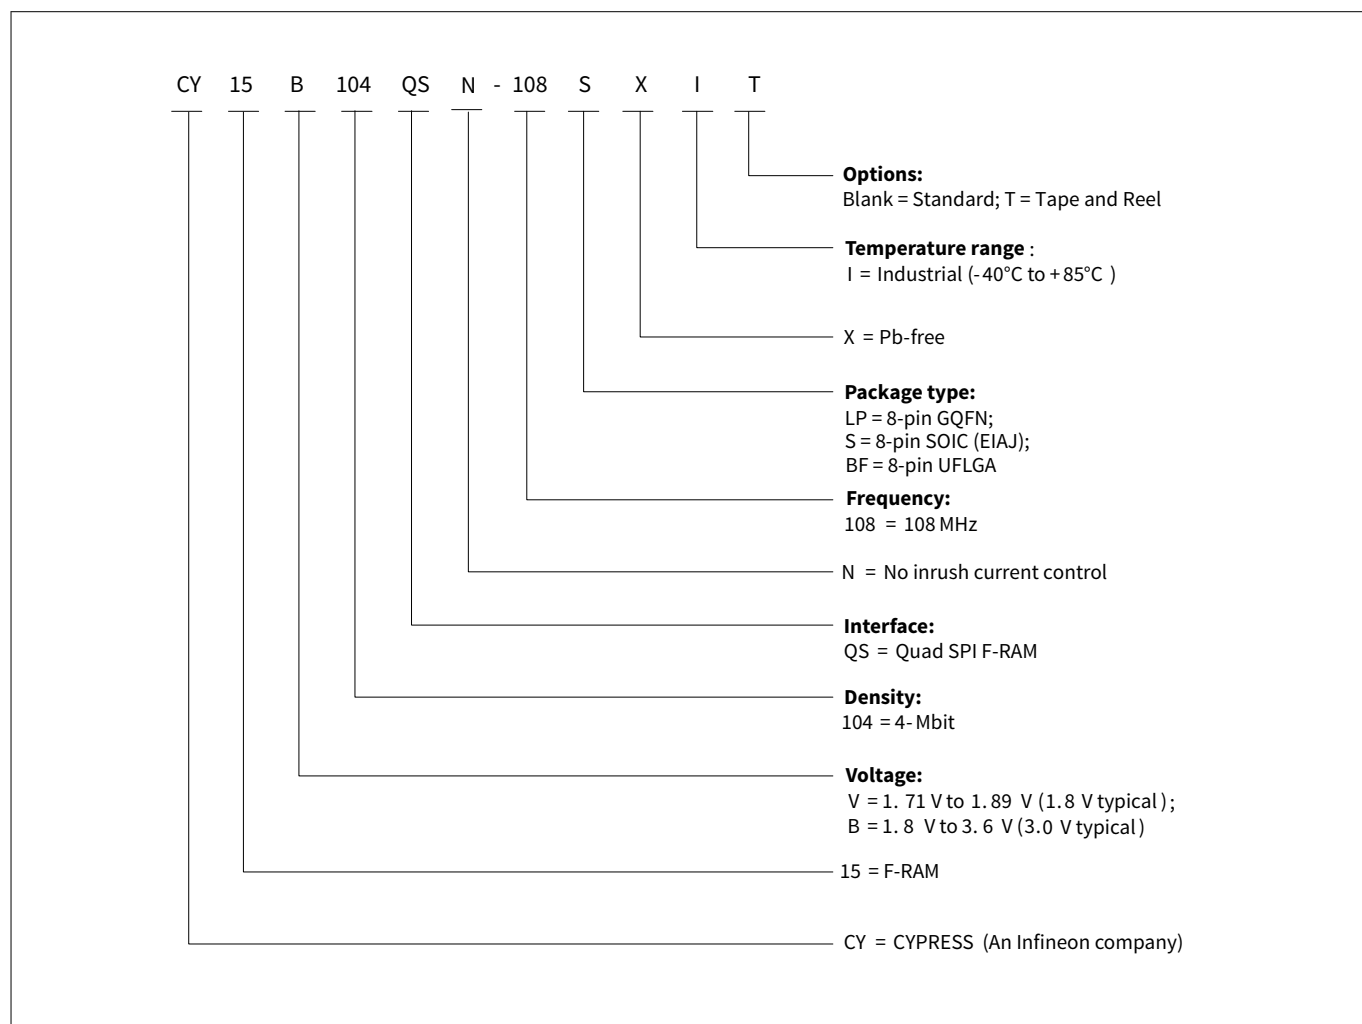 CY 15 B 104 QS N - 108 S X I T
Options:
Blank = Standard; T = Tape and Reel
Temperature range :
I = Industrial (-40°C to +85°C )
X = Pb-free
Package type:
LP = 8-pin GQFN;
S = 8-pin SOIC (EIAJ);
BF = 8-pin UFLGA
Frequency:
108 = 108 MHz
N = No inrush current control
Interface:
QS = Quad SPI F-RAM
Density:
104 = 4- Mbit
Voltage:
V = 1. 71 V to 1.89 V (1.8 V typical ) ;
B = 1. 8 V to 3. 6 V (3.0 V typical )
15 = F-RAM
CY = CYPRESS (An Infineon company)